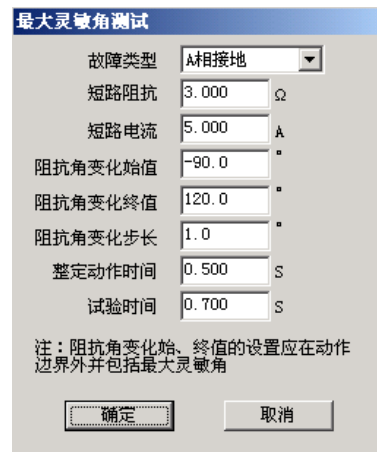 最大灵敏角测试
故障类型 A相接地
短路阻抗 3.000 Ω
短路电流 5.000 A
阻抗角变化始值 -90.0 °
阻抗角变化终值 120.0 °
阻抗角变化步长 1.0 °
整定动作时间 0.500 S
试验时间 0.700 S
注：阻抗角变化始、终值的设置应在动作
边界外并包括最大灵敏角
确定 取消